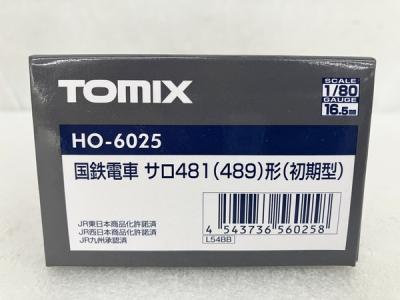 TOMIX
SCALE
1/80
GAUGE
16.5mm
HO-6025
国鉄電車 サロ481(489)形(初期型)
JR東日本商品化許諾済
JR西日本商品化許諾済
JR九州承認済
4 543736 560258
L54BB